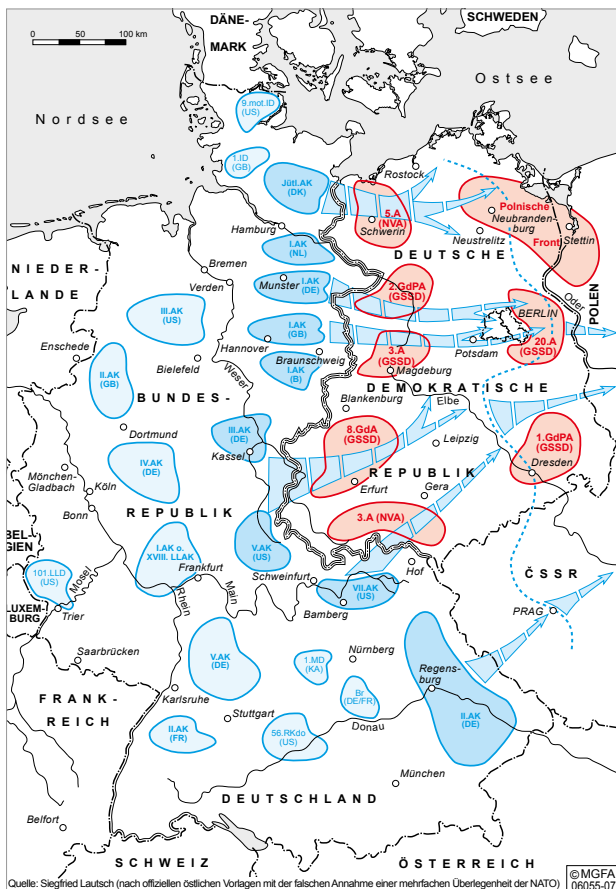 0 50 100 km
DÄNE-
MARK
SCHWEDEN
Ostsee
Nordsee
9.mot.ID
(US)
1.ID
(GB)
Jütl.AK
(DK)
Rostock
5.A
(NVA)
Schwerin
Polnische
Neubranden-
burg
Front
Stettin
Neustrelitz
Hamburg
DEUTSCHE
I.AK
(NL)
NIEDER-
LANDE
Bremen
Verden
Munster
I.AK
(DE)
2.GdPA
(GSSD)
Oder
POLEN
BERLIN
III.AK
(US)
I.AK
(GB)
Hannover
Braunschweig
20.A
(GSSD)
Potsdam
3.A
(GSSD)
Magdeburg
Enschede
Bielefeld
Weser
I.AK
(B)
II.AK
(GB)
DEMOKRATISCHE
BUNDES-
Blankenburg
Elbe
Dortmund
III.AK
(DE)
Kassel
8.GdA
(GSSD)
Leipzig
1.GdPA
(GSSD)
Dresden
IV.AK
(DE)
Mönchen-
Gladbach
Köln
Bonn
REPUBLIK
Erfurt
Gera
REPUBLIK
3.A (NVA)
BEL-
GIEN
I.AK o.
XVIII. LLAK
Frankfurt
V.AK
(US)
Hof
ČSSR
101.LLD
(US)
Mosel
Schweinfurt
VII.AK
(US)
LUXEM-
BURG
Trier
Rhein
Main
Bamberg
PRAG
Saarbrücken
V.AK
(DE)
1.MD
(KA)
Nürnberg
Regens-
burg
Karlsruhe
Br
(DE/FR)
FRANK-
REICH
Stuttgart
II.AK
(FR)
56.RKdo
(US)
Donau
II.AK
(DE)
München
DEUTSCHLAND
Belfort
SCHWEIZ
ÖSTERREICH
Quelle: Siegfried Lautsch (nach offiziellen östlichen Vorlagen mit der falschen Annahme einer mehrfachen Überlegenheit der NATO)
©MGFA
06055-07